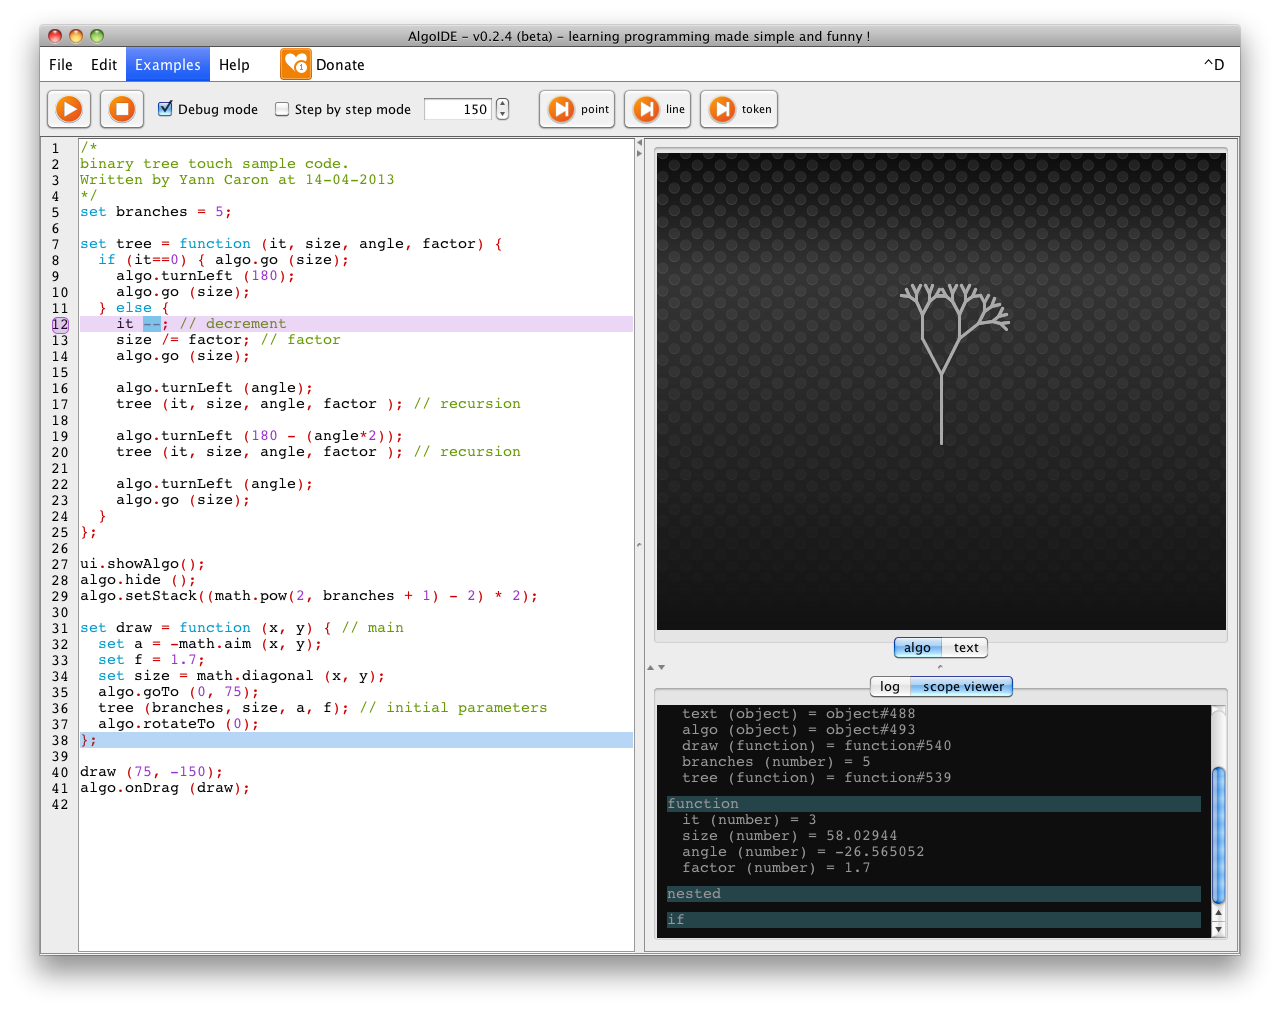 AlgoIDE - v0.2.4 (beta) - learning programming made simple and funny !
File Edit Examples Help Donate ^D
Debug mode Step by step mode 150 point line token
1 /*
2 binary tree touch sample code.
3 Written by Yann Caron at 14-04-2013
4 */
5 set branches = 5;
6
7 set tree = function (it, size, angle, factor) {
8 if (it==0) { algo.go (size);
9 algo.turnLeft (180);
10 algo.go (size);
11 } else {
12 it --; // decrement
13 size /= factor; // factor
14 algo.go (size);
15
16 algo.turnLeft (angle);
17 tree (it, size, angle, factor ); // recursion
18
19 algo.turnLeft (180 - (angle*2));
20 tree (it, size, angle, factor ); // recursion
21
22 algo.turnLeft (angle);
23 algo.go (size);
24 }
25 };
26
27 ui.showAlgo();
28 algo.hide ();
29 algo.setStack((math.pow(2, branches + 1) - 2) * 2);
30
31 set draw = function (x, y) { // main
32 set a = -math.aim (x, y);
33 set f = 1.7;
34 set size = math.diagonal (x, y);
35 algo.goTo (0, 75);
36 tree (branches, size, a, f); // initial parameters
37 algo.rotateTo (0);
38 };
39
40 draw (75, -150);
41 algo.onDrag (draw);
42
algo text
log scope viewer
text (object) = object#488
algo (object) = object#493
draw (function) = function#540
branches (number) = 5
tree (function) = function#539
function
it (number) = 3
size (number) = 58.02944
angle (number) = -26.565052
factor (number) = 1.7
nested
if